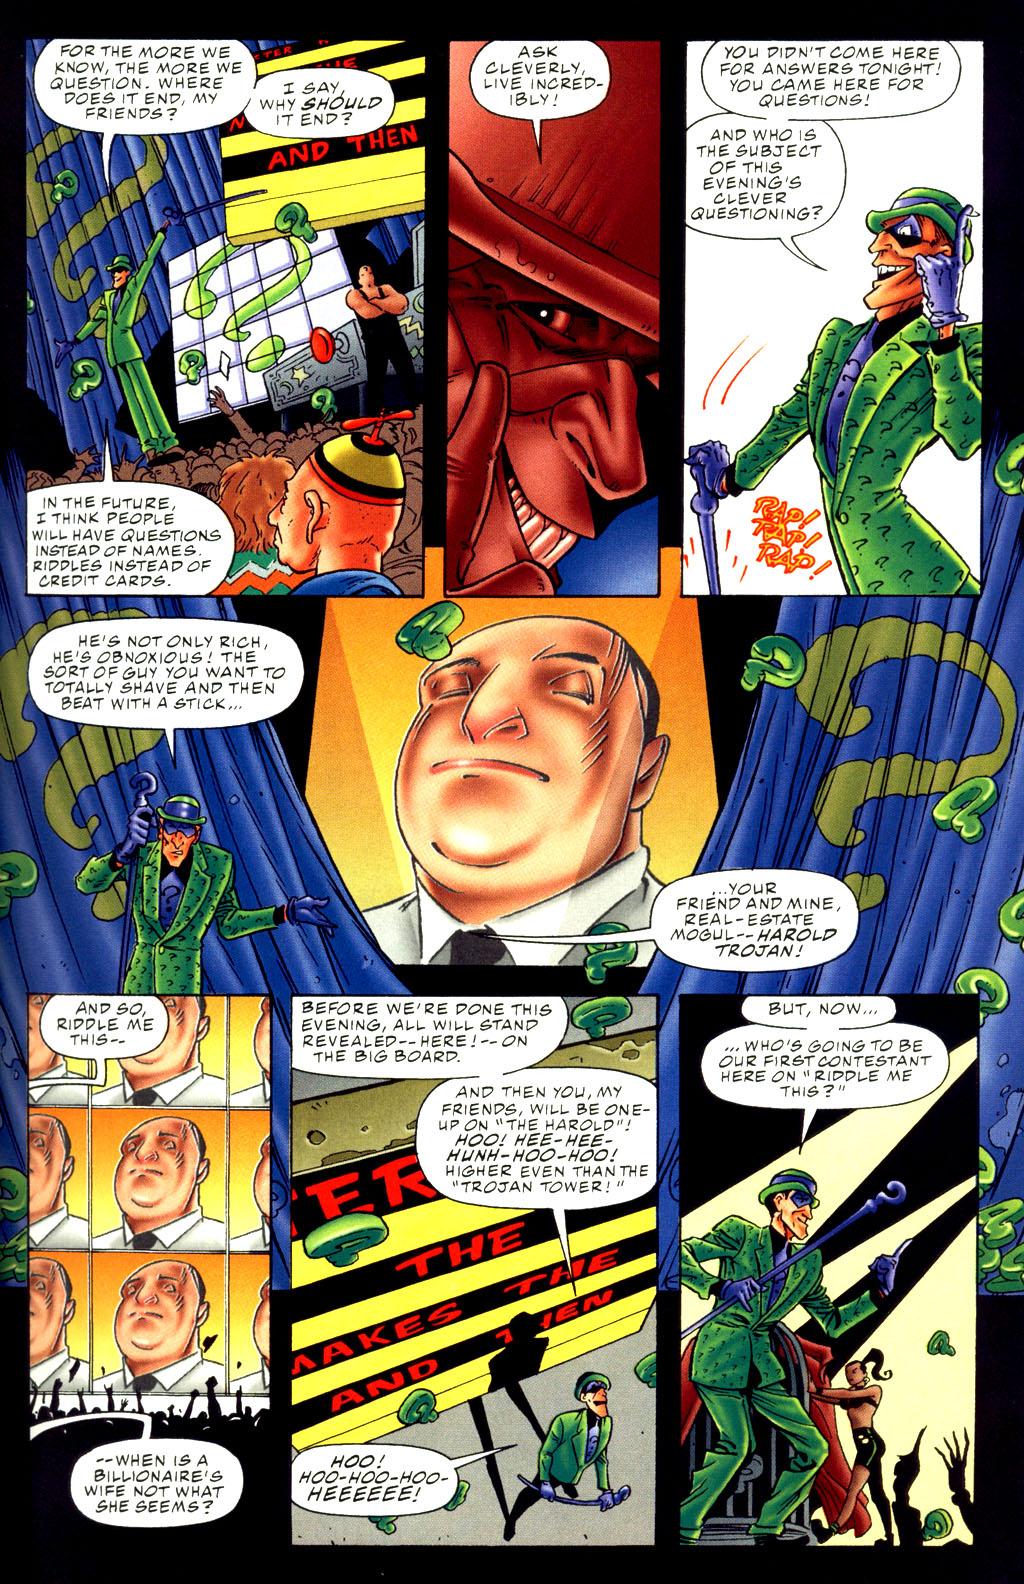 FOR THE MORE WE
KNOW, THE MORE WE
QUESTION. WHERE
DOES IT END, MY
FRIENDS?
I SAY,
WHY SHOULD
IT END?
AND THEN
IN THE FUTURE,
I THINK PEOPLE
WILL HAVE QUESTIONS
INSTEAD OF NAMES.
RIDDLES INSTEAD OF
CREDIT CARDS.
ASK
CLEVERLY,
LIVE INCRED-
IBLY!
YOU DIDN'T COME HERE
FOR ANSWERS TONIGHT!
YOU CAME HERE FOR
QUESTIONS!
AND WHO IS
THE SUBJECT
OF THIS
EVENING'S
CLEVER
QUESTIONING?
RAP!
RAP!
RAP!
HE'S NOT ONLY RICH,
HE'S OBNOXIOUS! THE
SORT OF GUY YOU WANT TO
TOTALLY SHAVE AND THEN
BEAT WITH A STICK...
...YOUR
FRIEND AND MINE,
REAL-ESTATE
MOGUL--HAROLD
TROJAN!
AND SO,
RIDDLE ME
THIS--
--WHEN IS A
BILLIONAIRE'S
WIFE NOT WHAT
SHE SEEMS?
BEFORE WE'RE DONE THIS
EVENING, ALL WILL STAND
REVEALED--HERE!--ON
THE BIG BOARD.
AND THEN YOU, MY
FRIENDS, WILL BE ONE-
UP ON "THE HAROLD"!
HOO! HEE-HEE-
HUNH-HOO-HOO!
HIGHER EVEN THAN THE
"TROJAN TOWER!"
TER
THE
MAKES THE
AND THEN
HOO!
HOO-HOO-HOO-
HEEEEEE!
BUT, NOW...
...WHO'S GOING TO BE
OUR FIRST CONTESTANT
HERE ON "RIDDLE ME
THIS?"